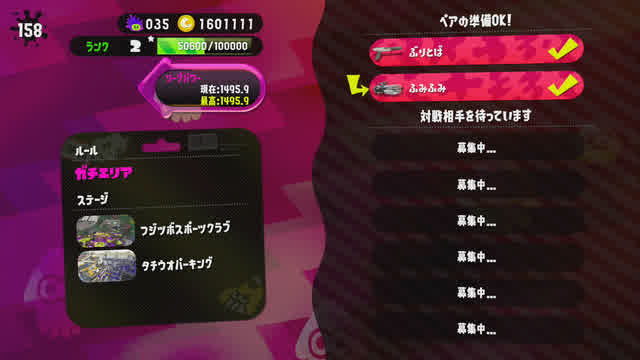 158
035
1601111
ランク
2
50600/100000
リーグパワー
現在:1495.9
最高:1495.9
ルール
ガチエリア
ステージ
フジツボスポーツクラブ
タチウオパーキング
ペアの準備OK!
ぷりとば
ふみふみ
対戦相手を待っています
募集中...
募集中...
募集中...
募集中...
募集中...
募集中...